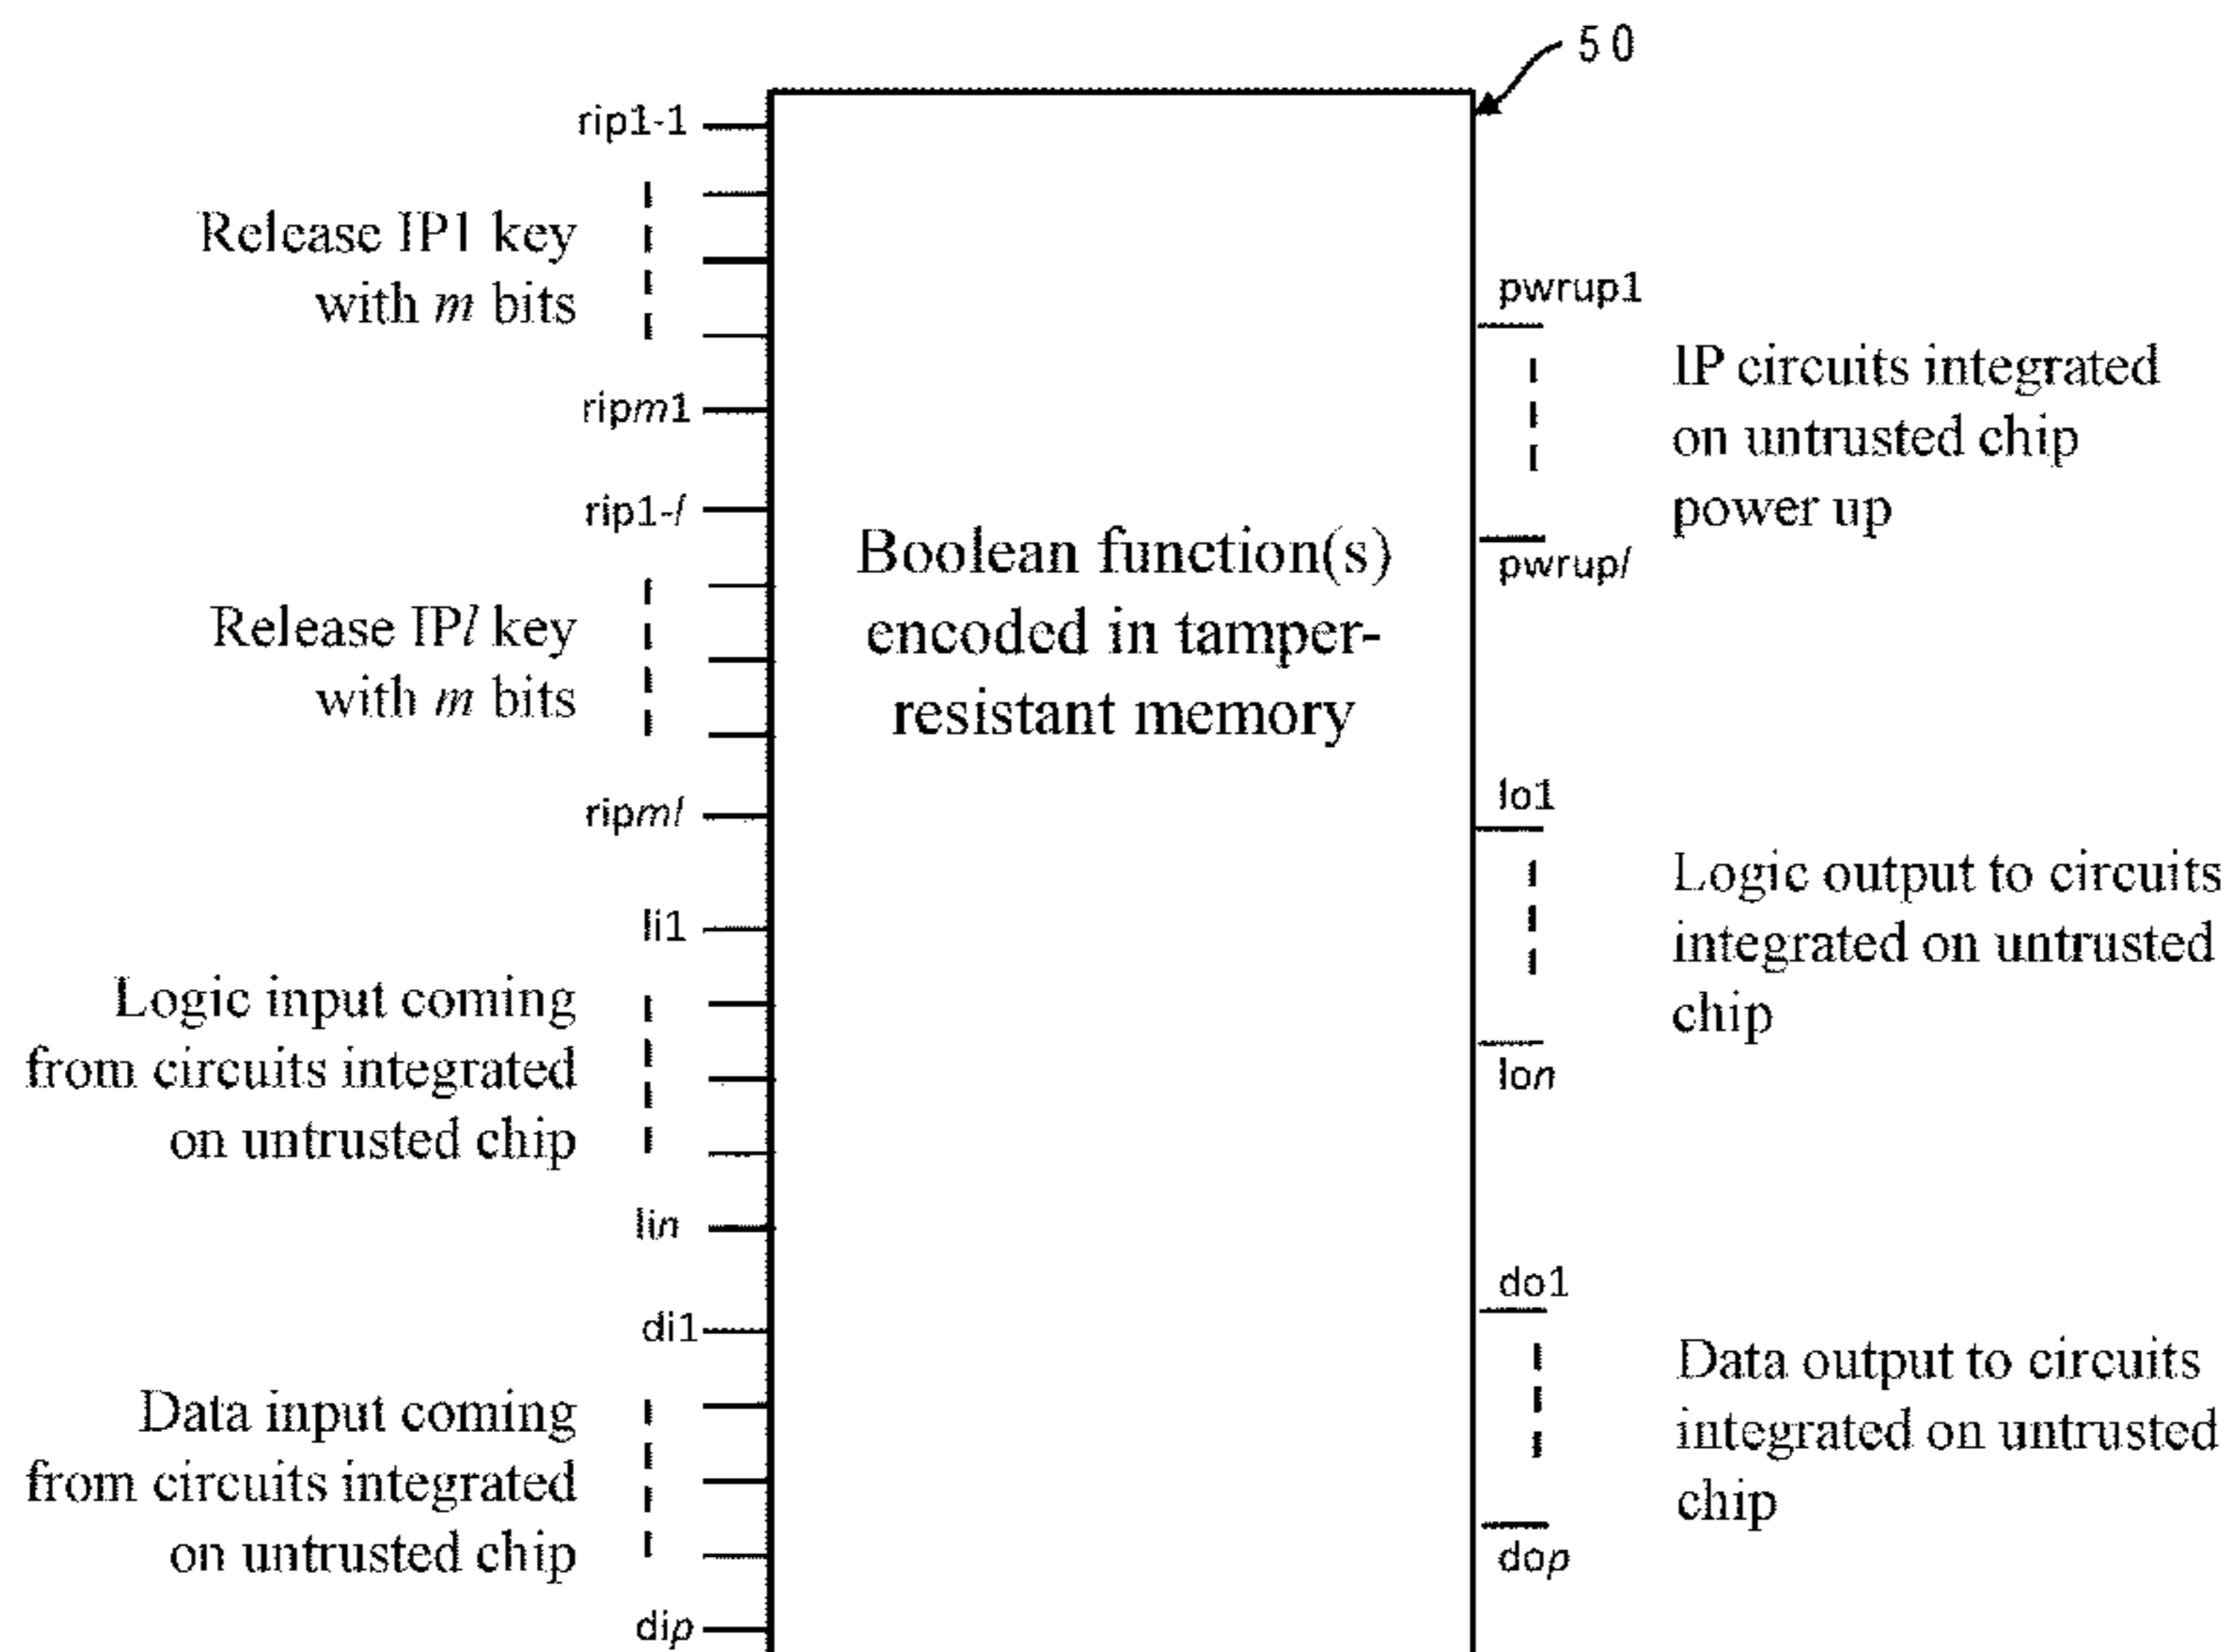 50
rip1-1
Release IP1 key
with m bits
ripm1
rip1-l
Release IPl key
with m bits
ripml
li1
Logic input coming
from circuits integrated
on untrusted chip
lin
di1
Data input coming
from circuits integrated
on untrusted chip
dip
Boolean function(s)
encoded in tamper-
resistant memory
pwrup1
IP circuits integrated
on untrusted chip
power up
pwrupl
lo1
Logic output to circuits
integrated on untrusted
chip
lon
do1
Data output to circuits
integrated on untrusted
chip
dop